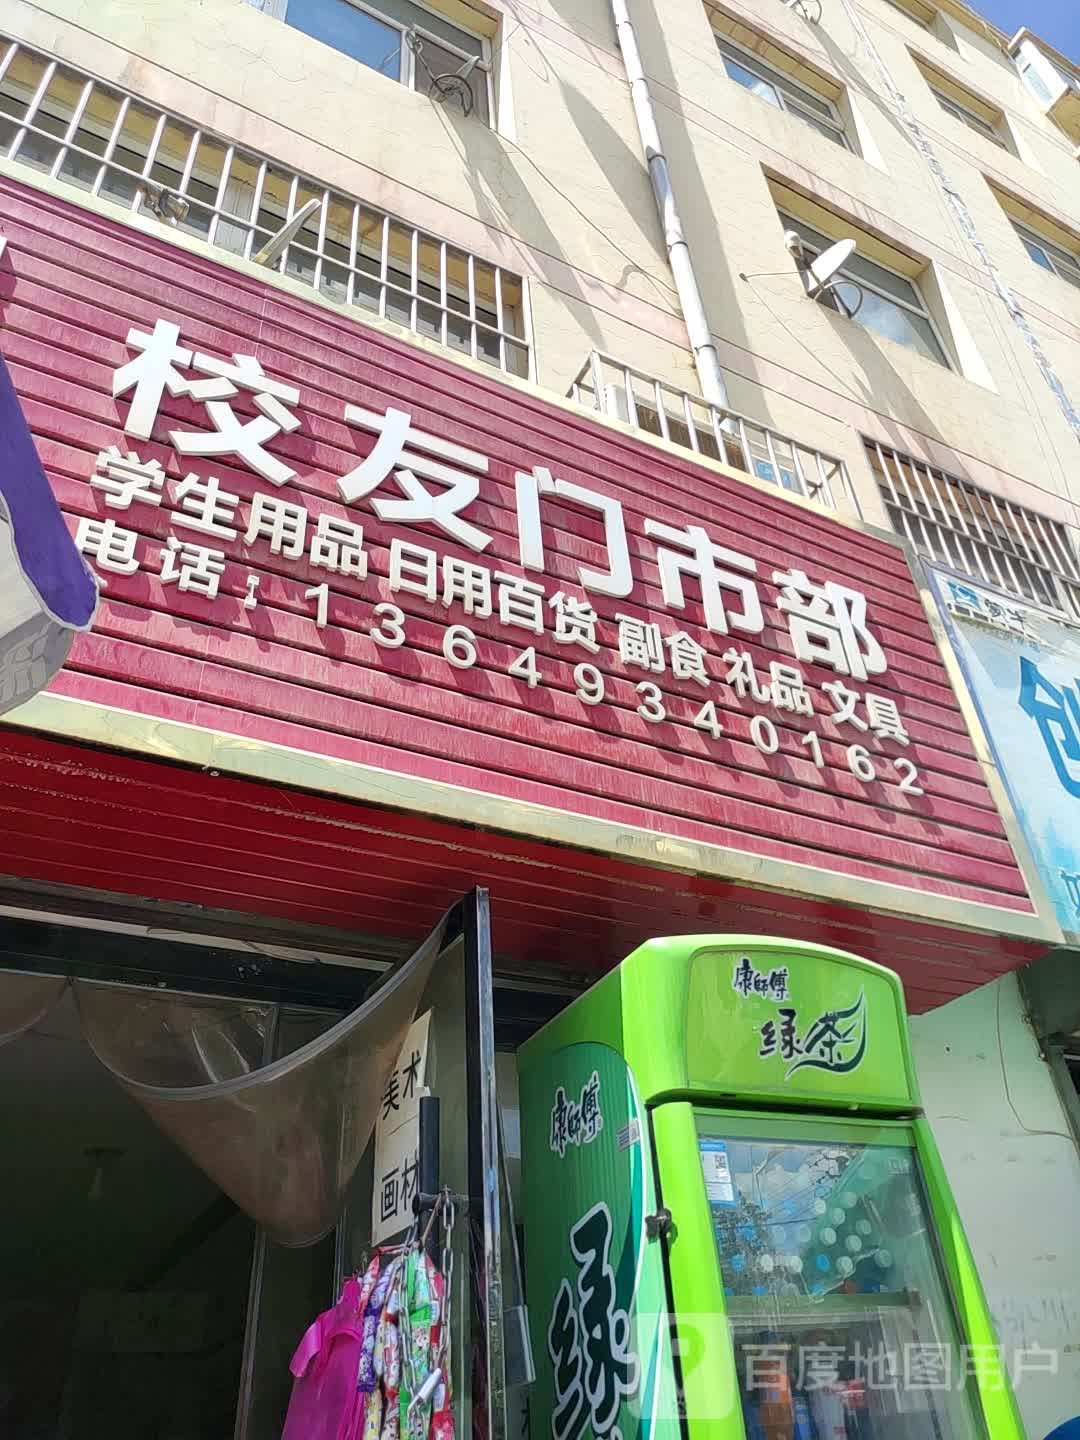 校友门市部
学生用品 日用百货 副食 礼品 文具
电话:13649340162
创
康师傅
绿茶
康师傅
绿
美术
画材
百度地图用户